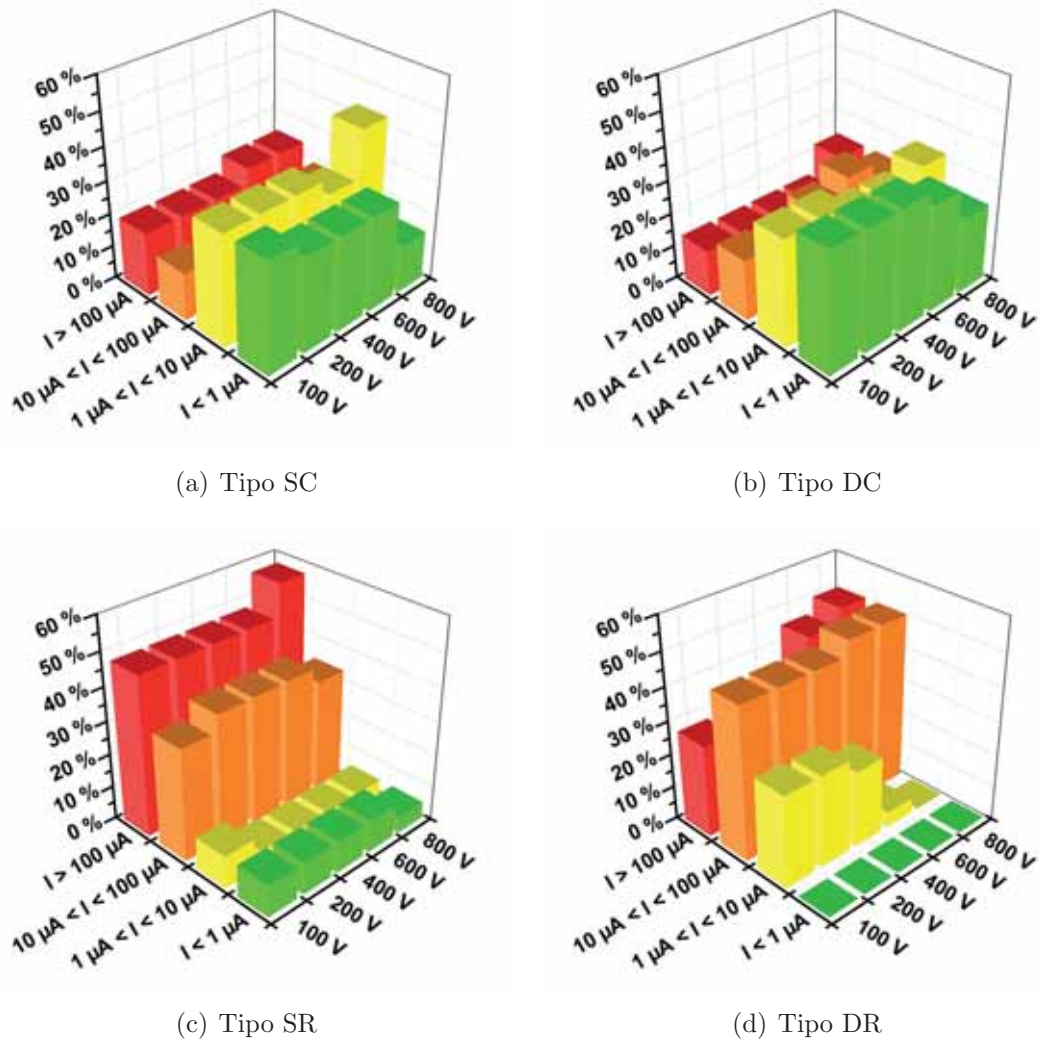 60 %
50 %
40 %
30 %
20 %
10 %
0 %
I > 100 µA
10 µA < I < 100 µA
1 µA < I < 10 µA
I < 1 µA
100 V
200 V
400 V
600 V
800 V
(a) Tipo SC
60 %
50 %
40 %
30 %
20 %
10 %
0 %
I > 100 µA
10 µA < I < 100 µA
1 µA < I < 10 µA
I < 1 µA
100 V
200 V
400 V
600 V
800 V
(b) Tipo DC
60 %
50 %
40 %
30 %
20 %
10 %
0 %
I > 100 µA
10 µA < I < 100 µA
1 µA < I < 10 µA
I < 1 µA
100 V
200 V
400 V
600 V
800 V
(c) Tipo SR
60 %
50 %
40 %
30 %
20 %
10 %
0 %
I > 100 µA
10 µA < I < 100 µA
1 µA < I < 10 µA
I < 1 µA
100 V
200 V
400 V
600 V
800 V
(d) Tipo DR